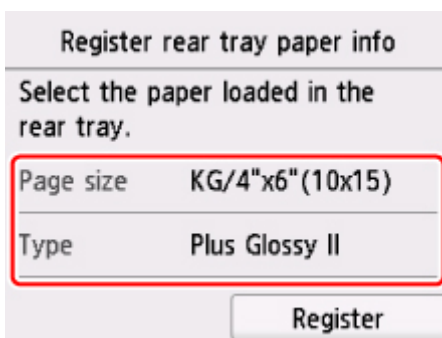 Register rear tray paper info
Select the paper loaded in the
rear tray.
Page size KG/4"x6"(10x15)
Type Plus Glossy II
Register